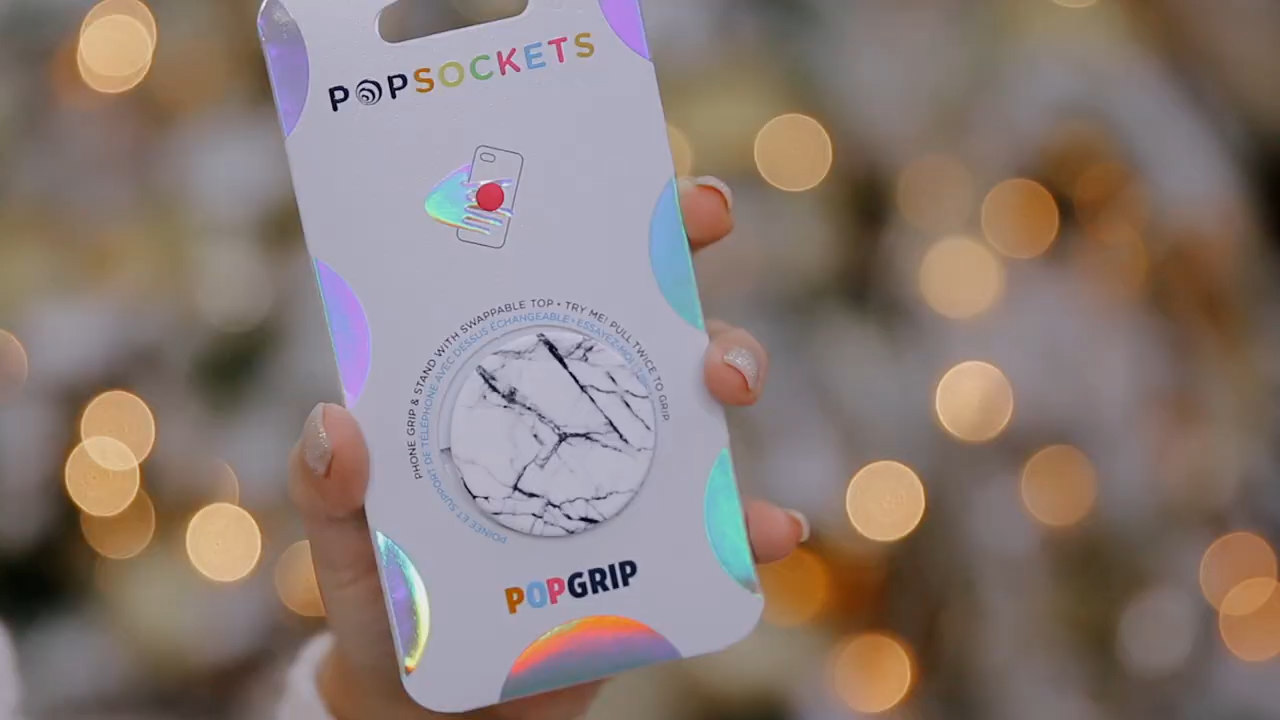 POPSOCKETS
PHONE GRIP & STAND WITH SWAPPABLE TOP • TRY ME! PULL TWICE TO GRIP
POIGNÉE ET SUPPORT DE TÉLÉPHONE AVEC DESSUS ÉCHANGEABLE • ESSAYEZ-MOI!
POPGRIP